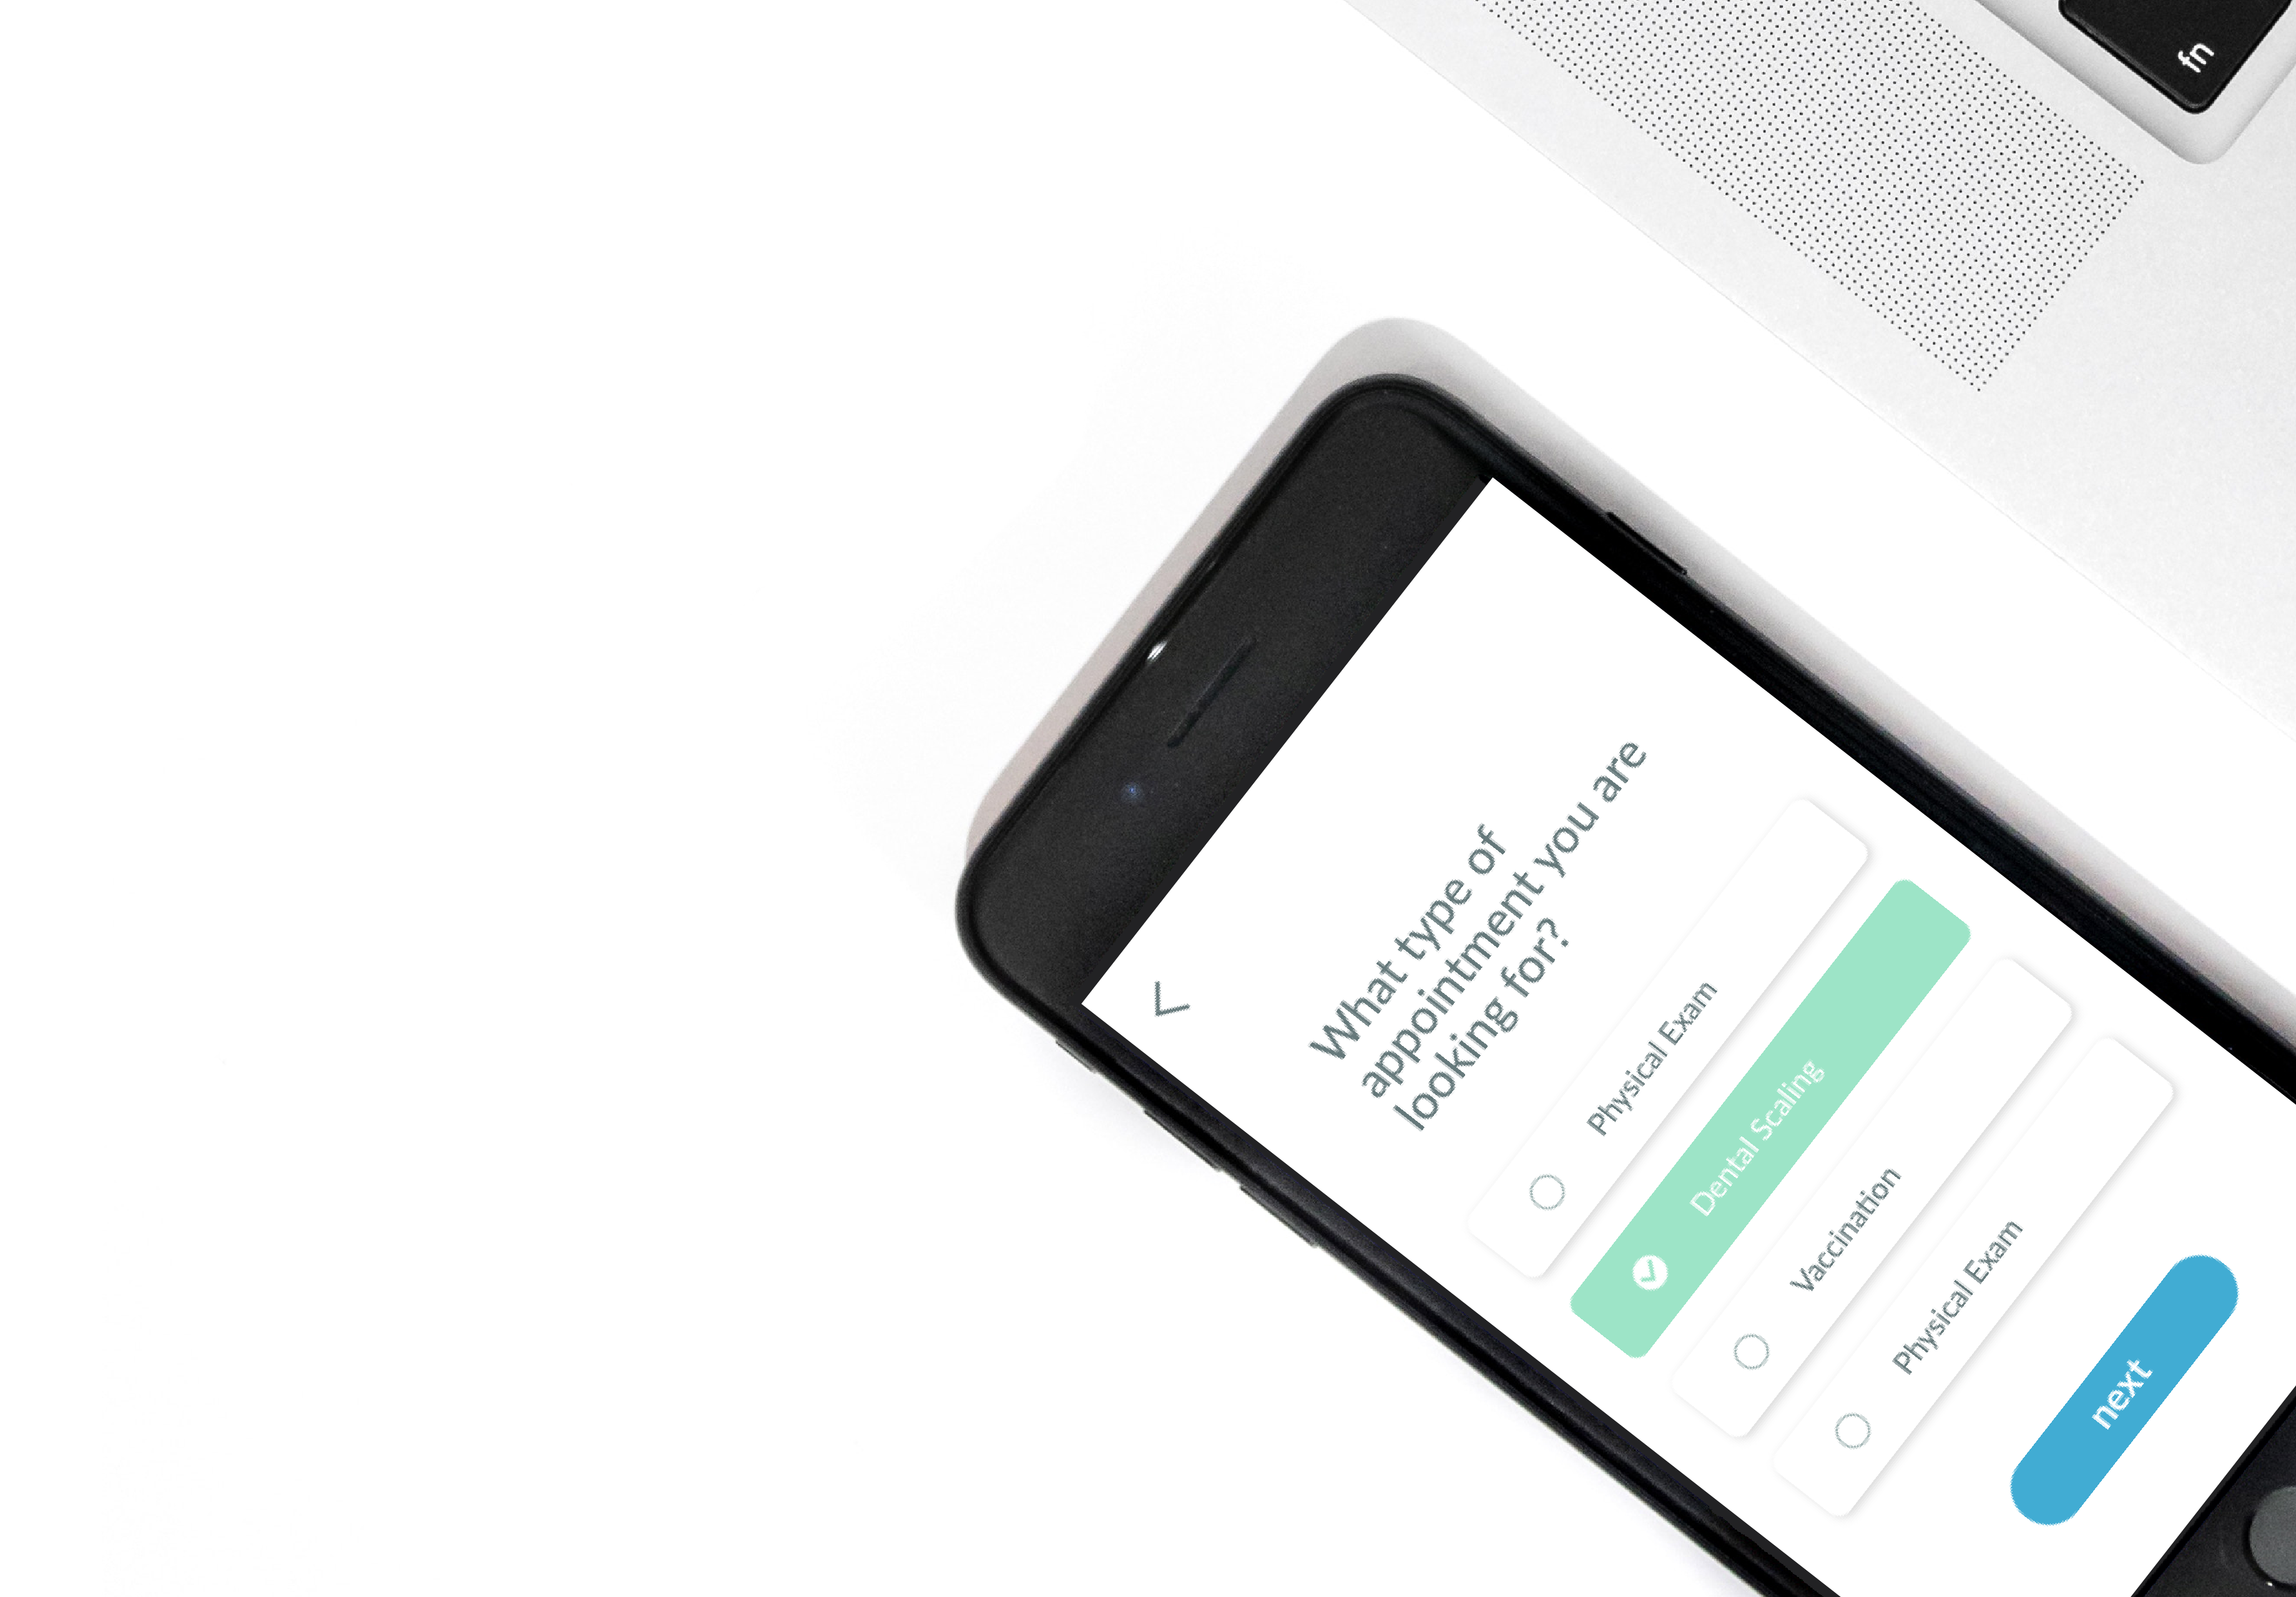 fn
What type of
appointment you are
looking for?
Physical Exam
Dental Scaling
Vaccination
Physical Exam
next